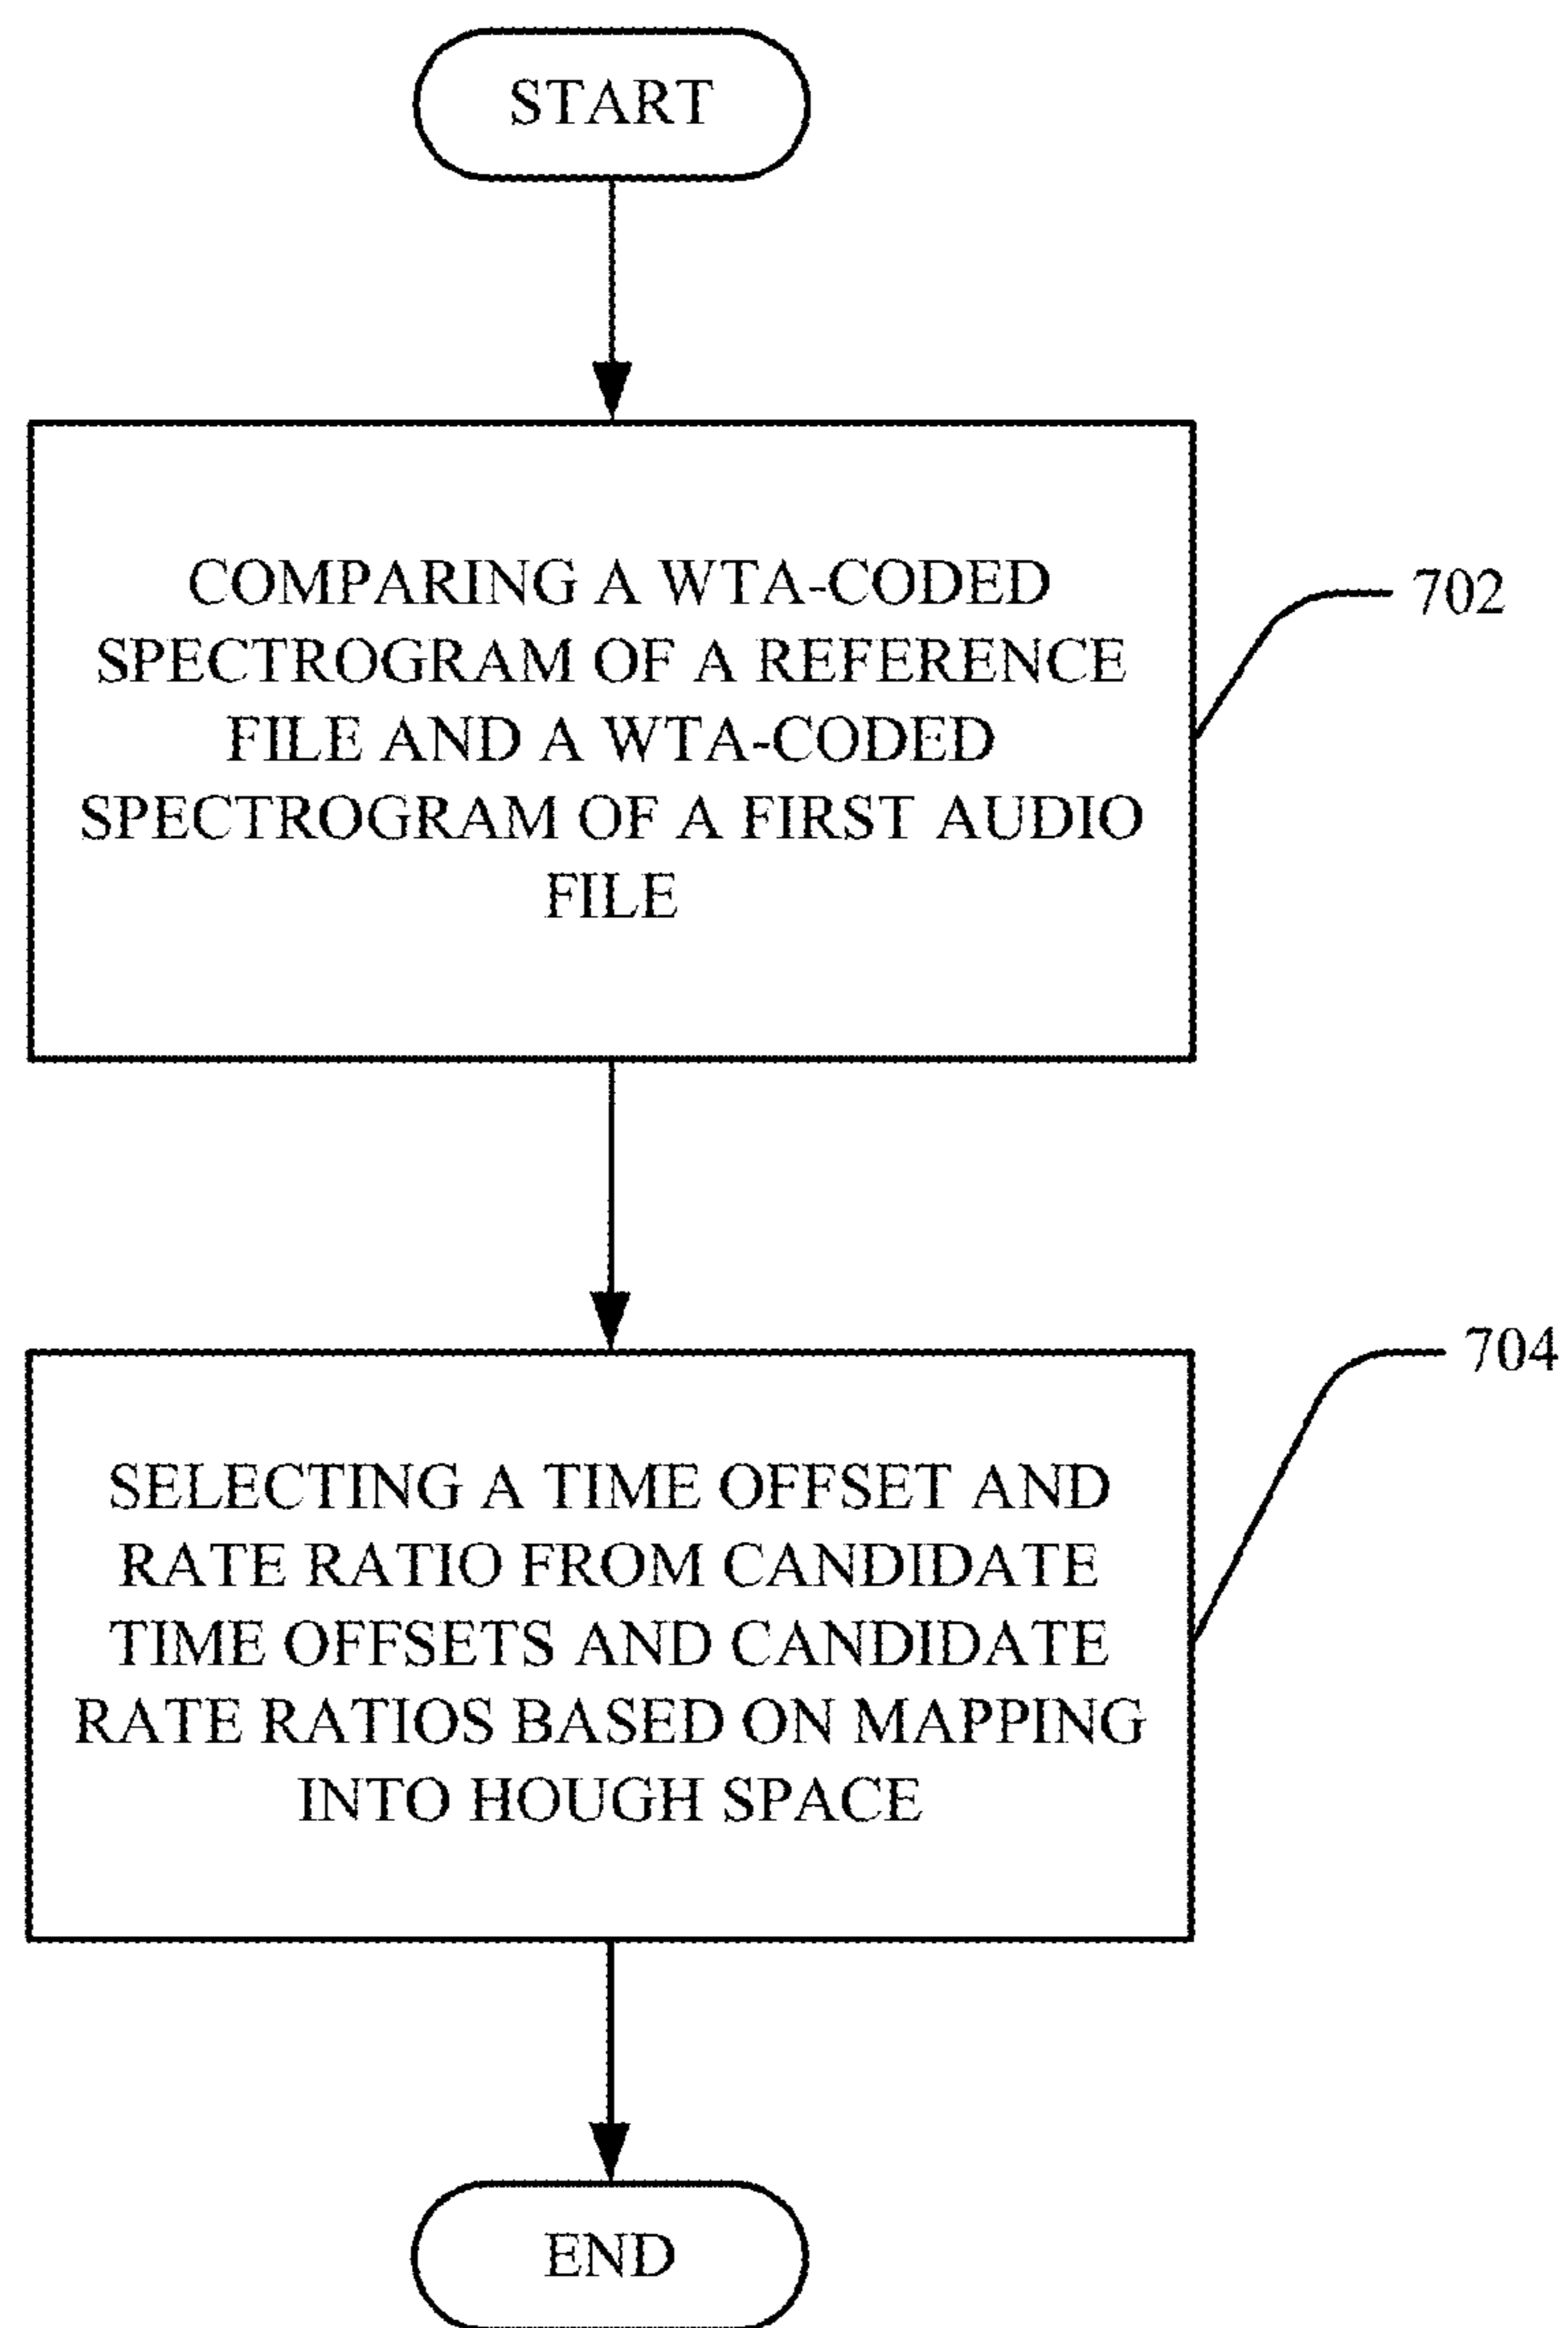 START
COMPARING A WTA-CODED
SPECTROGRAM OF A REFERENCE
FILE AND A WTA-CODED
SPECTROGRAM OF A FIRST AUDIO
FILE
702
SELECTING A TIME OFFSET AND
RATE RATIO FROM CANDIDATE
TIME OFFSETS AND CANDIDATE
RATE RATIOS BASED ON MAPPING
INTO HOUGH SPACE
704
END